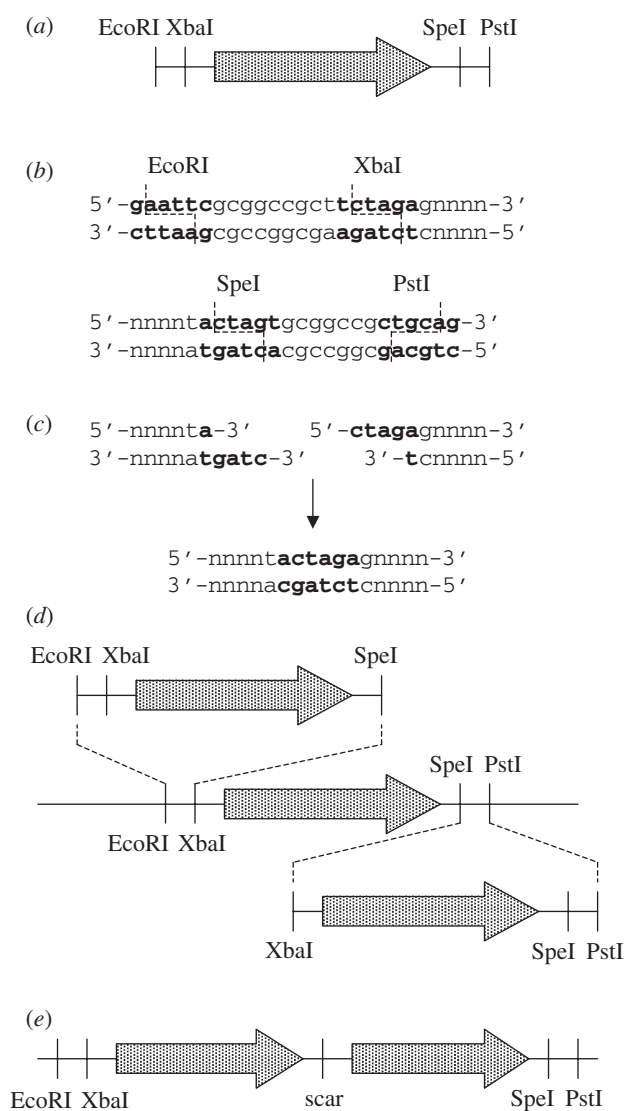 (a)
EcoRI XbaI SpeI PstI
(b)
EcoRI XbaI
5′-gaattcgcggccgcttctagagnnnn-3′
3′-cttaagcgccggcgaagatctcnnnn-5′
SpeI PstI
5′-nnnntactagtgcggccgctgcag-3′
3′-nnnnatgatcacgccggcgacgtc-5′
(c)
5′-nnnnta-3′ 5′-ctagagnnnn-3′
3′-nnnnatgatc-3′ 3′-tcnnnn-5′
5′-nnnntactagagnnnn-3′
3′-nnnnacgatctcnnnn-5′
(d)
EcoRI XbaI SpeI
SpeI PstI
EcoRI XbaI
XbaI SpeI PstI
(e)
EcoRI XbaI scar SpeI PstI